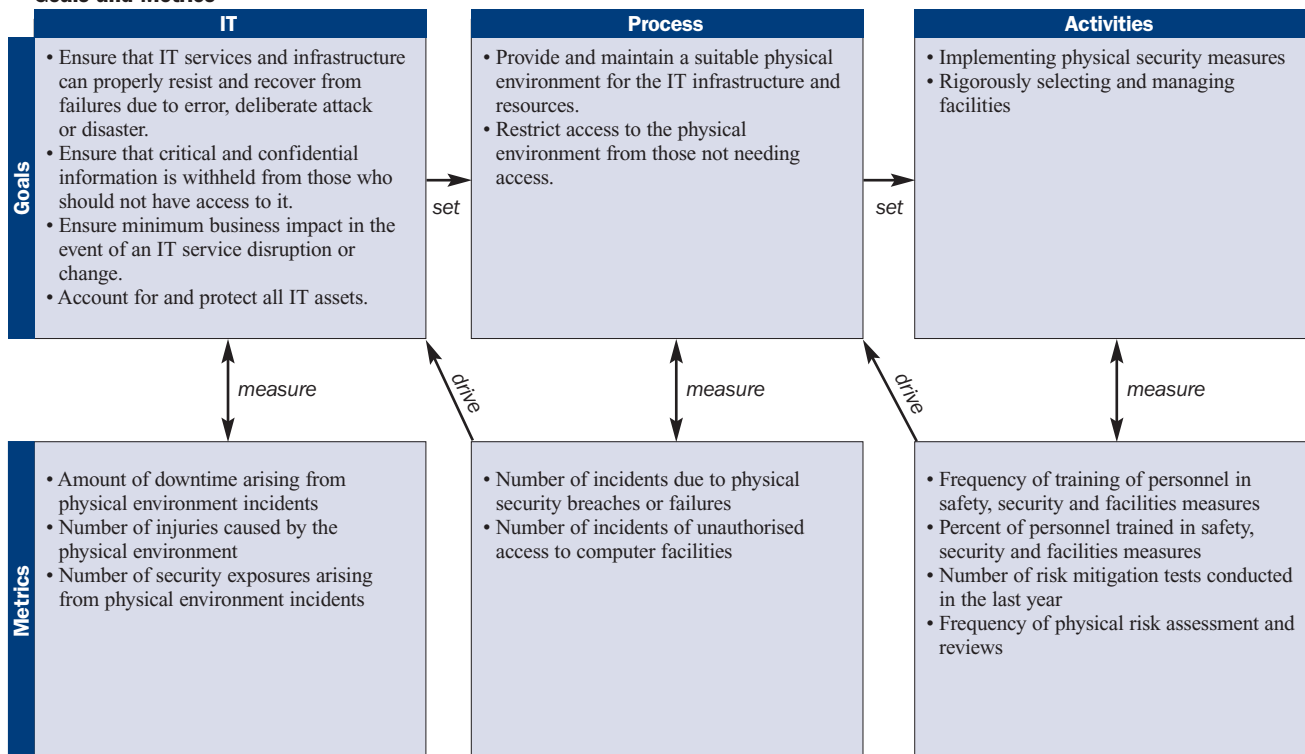 Goals and Metrics
IT
Process
Activities
Goals
• Ensure that IT services and infrastructure
can properly resist and recover from
failures due to error, deliberate attack
or disaster.
• Ensure that critical and confidential
information is withheld from those who
should not have access to it.
• Ensure minimum business impact in the
event of an IT service disruption or
change.
• Account for and protect all IT assets.
set
• Provide and maintain a suitable physical
environment for the IT infrastructure and
resources.
• Restrict access to the physical
environment from those not needing
access.
set
• Implementing physical security measures
• Rigorously selecting and managing
facilities
measure
drive
measure
drive
measure
Metrics
• Amount of downtime arising from
physical environment incidents
• Number of injuries caused by the
physical environment
• Number of security exposures arising
from physical environment incidents
• Number of incidents due to physical
security breaches or failures
• Number of incidents of unauthorised
access to computer facilities
• Frequency of training of personnel in
safety, security and facilities measures
• Percent of personnel trained in safety,
security and facilities measures
• Number of risk mitigation tests conducted
in the last year
• Frequency of physical risk assessment and
reviews